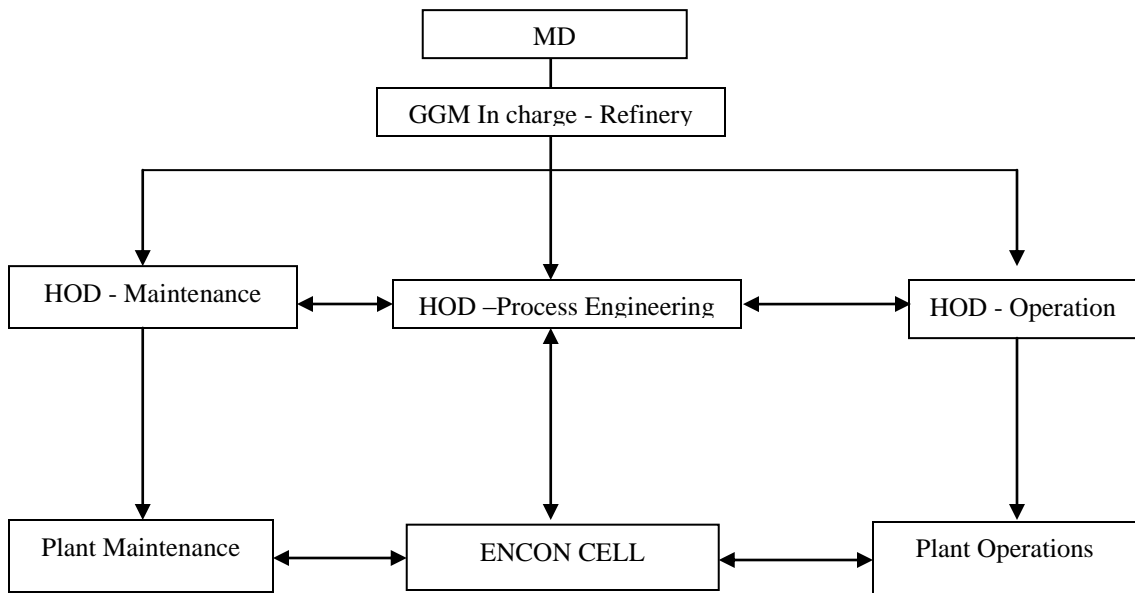 MD
GGM In charge - Refinery
HOD - Maintenance
HOD –Process Engineering
HOD - Operation
Plant Maintenance
ENCON CELL
Plant Operations